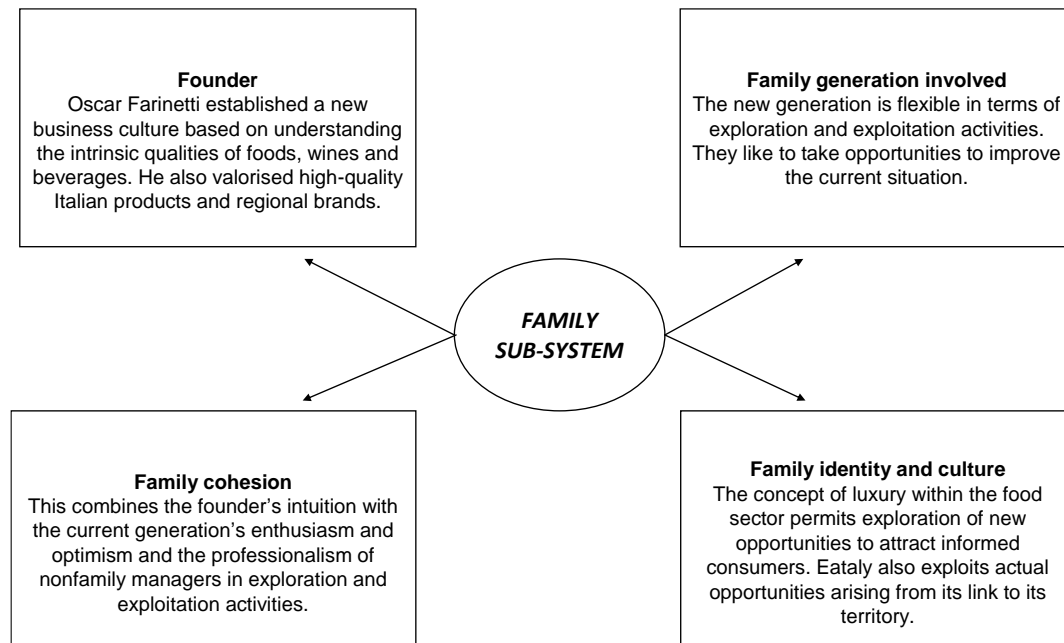 Founder
Oscar Farinetti established a new
business culture based on understanding
the intrinsic qualities of foods, wines and
beverages. He also valorised high-quality
Italian products and regional brands.
Family generation involved
The new generation is flexible in terms of
exploration and exploitation activities.
They like to take opportunities to improve
the current situation.
FAMILY
SUB-SYSTEM
Family cohesion
This combines the founder’s intuition with
the current generation’s enthusiasm and
optimism and the professionalism of
nonfamily managers in exploration and
exploitation activities.
Family identity and culture
The concept of luxury within the food
sector permits exploration of new
opportunities to attract informed
consumers. Eataly also exploits actual
opportunities arising from its link to its
territory.